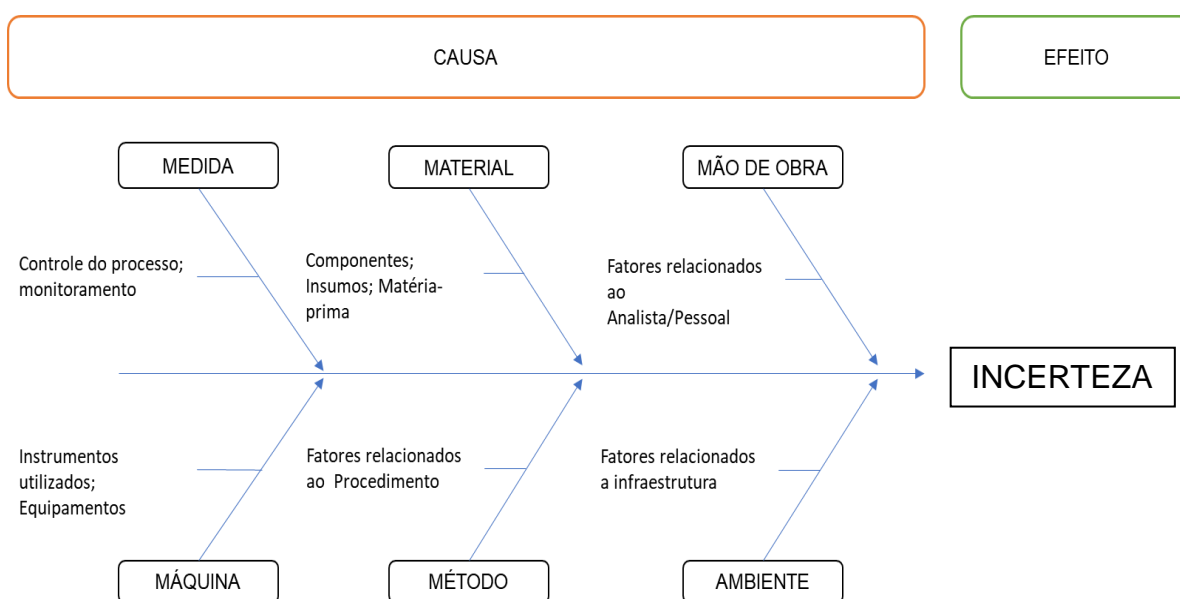 CAUSA
EFEITO
MEDIDA
MATERIAL
MÃO DE OBRA
Controle do processo;
monitoramento
Componentes;
Insumos; Matéria-
prima
Fatores relacionados
ao
Analista/Pessoal
INCERTEZA
Instrumentos
utilizados;
Equipamentos
Fatores relacionados
ao Procedimento
Fatores relacionados
a infraestrutura
MÁQUINA
MÉTODO
AMBIENTE